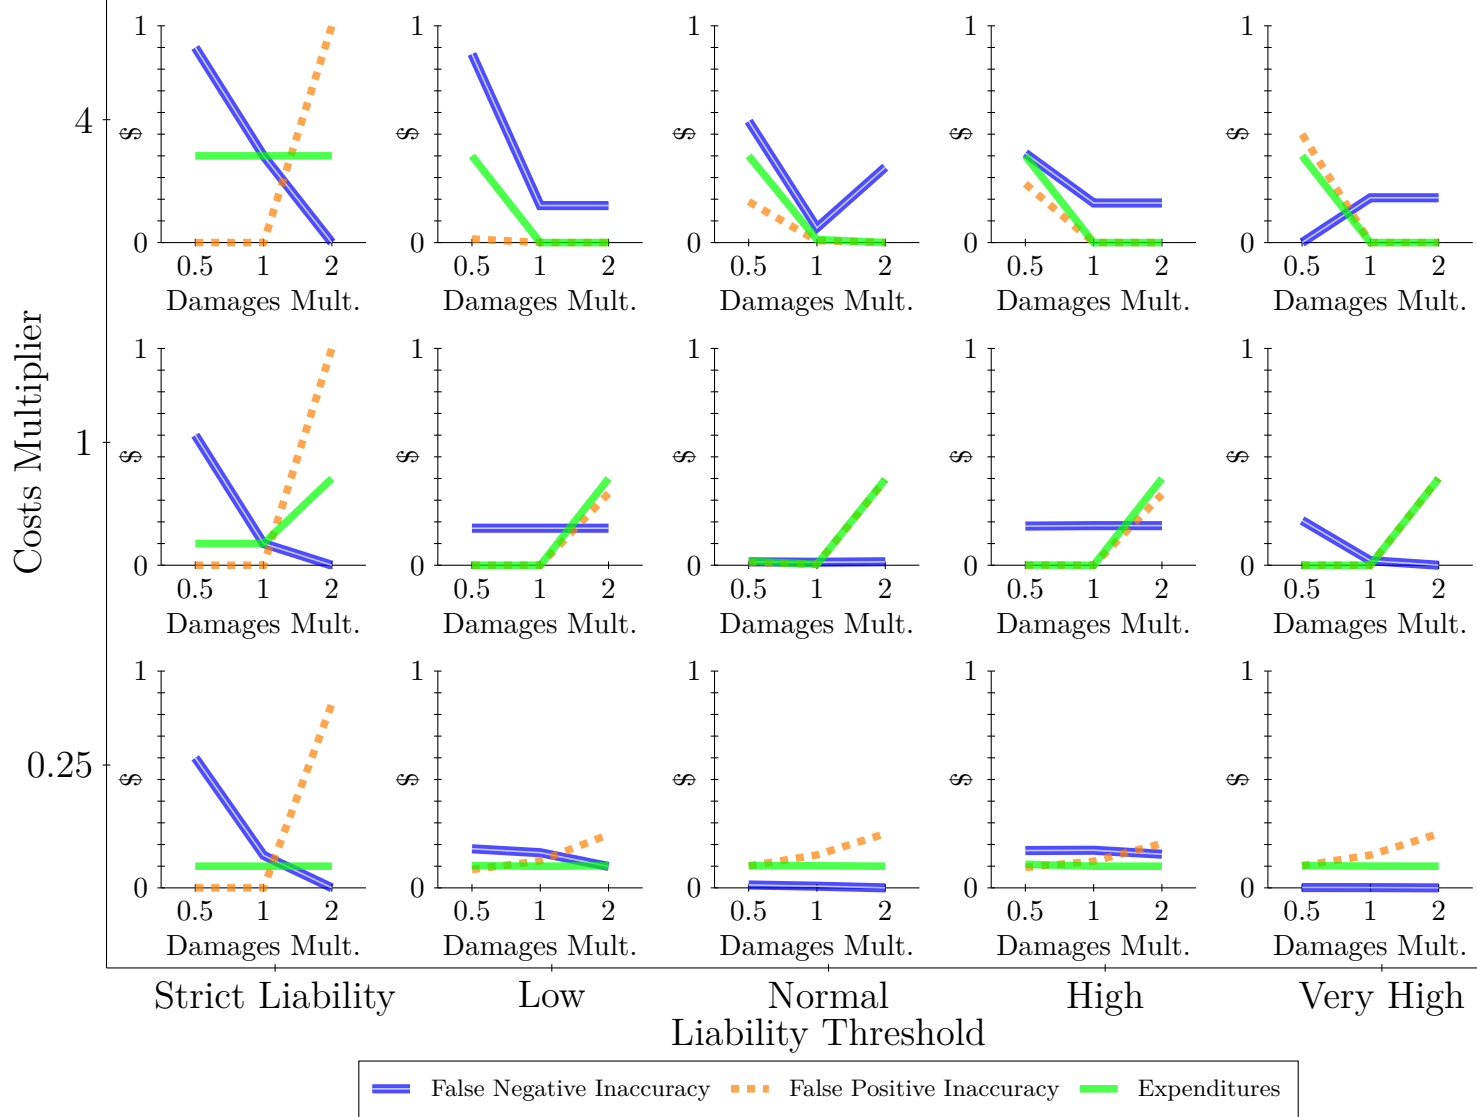 Costs Multiplier
4
1
$
0
0.5 1 2
Damages Mult.
1
$
0
0.5 1 2
Damages Mult.
1
$
0
0.5 1 2
Damages Mult.
1
$
0
0.5 1 2
Damages Mult.
1
$
0
0.5 1 2
Damages Mult.
1
1
$
0
0.5 1 2
Damages Mult.
1
$
0
0.5 1 2
Damages Mult.
1
$
0
0.5 1 2
Damages Mult.
1
$
0
0.5 1 2
Damages Mult.
1
$
0
0.5 1 2
Damages Mult.
0.25
1
$
0
0.5 1 2
Damages Mult.
1
$
0
0.5 1 2
Damages Mult.
1
$
0
0.5 1 2
Damages Mult.
1
$
0
0.5 1 2
Damages Mult.
1
$
0
0.5 1 2
Damages Mult.
Strict Liability Low Normal High Very High
Liability Threshold
False Negative Inaccuracy False Positive Inaccuracy Expenditures